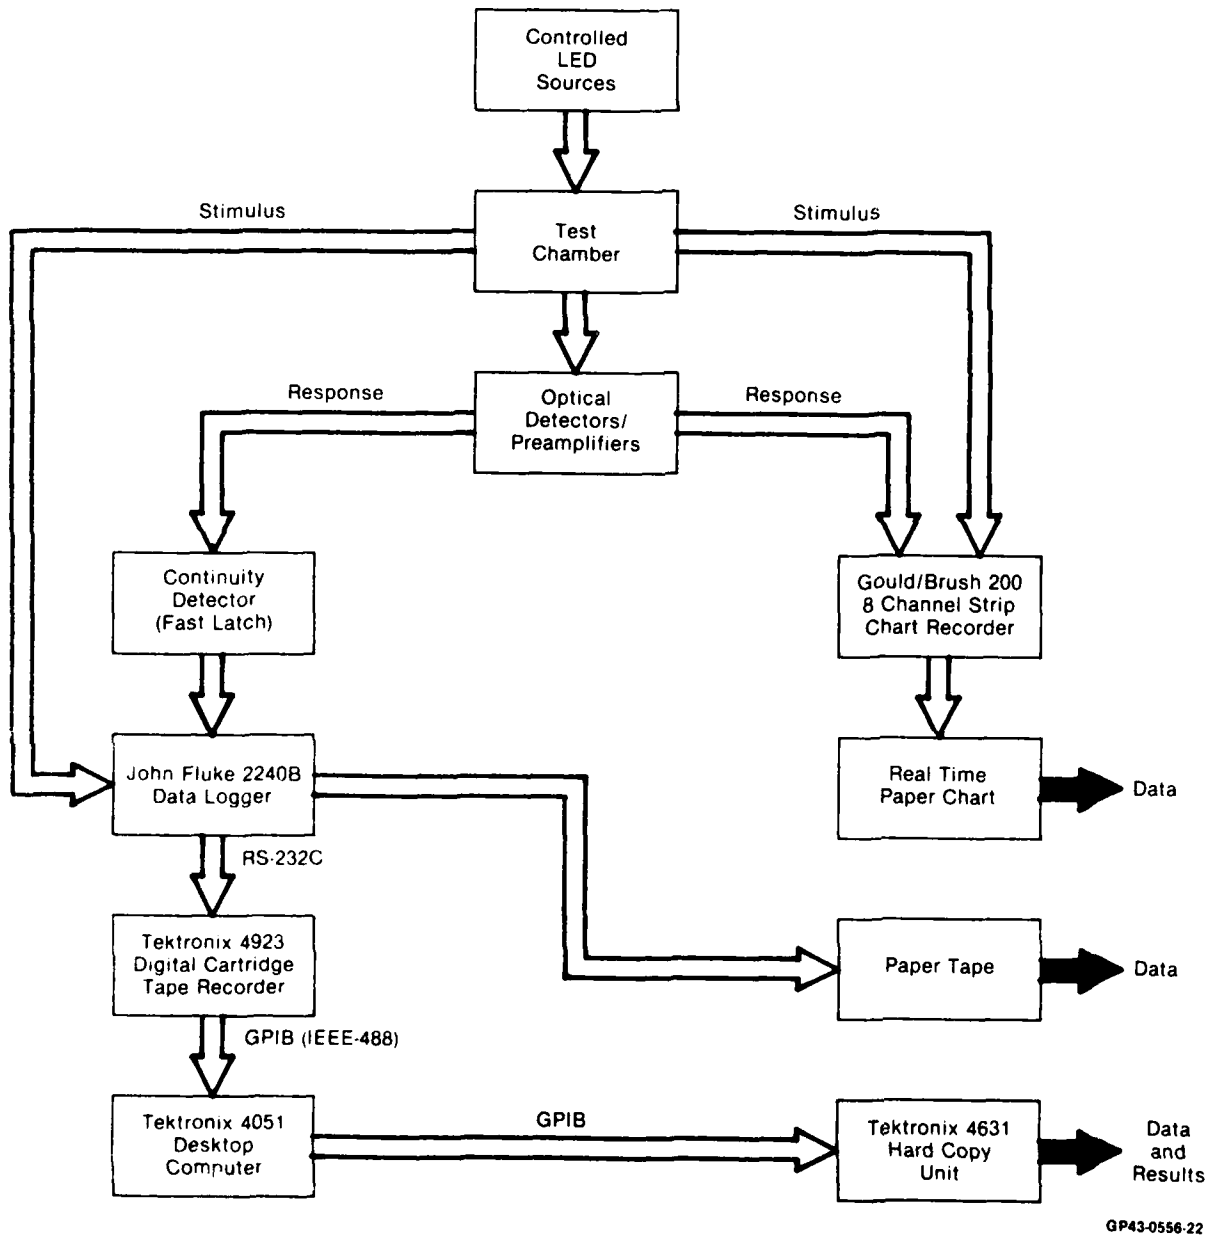 Controlled
LED
Sources
Stimulus
Test
Chamber
Stimulus
Response
Optical
Detectors/
Preamplifiers
Response
Continuity
Detector
(Fast Latch)
Gould/Brush 200
8 Channel Strip
Chart Recorder
John Fluke 2240B
Data Logger
Real Time
Paper Chart
Data
RS-232C
Tektronix 4923
Digital Cartridge
Tape Recorder
Paper Tape
Data
GPIB (IEEE-488)
Tektronix 4051
Desktop
Computer
GPIB
Tektronix 4631
Hard Copy
Unit
Data
and
Results
GP43-0556-22